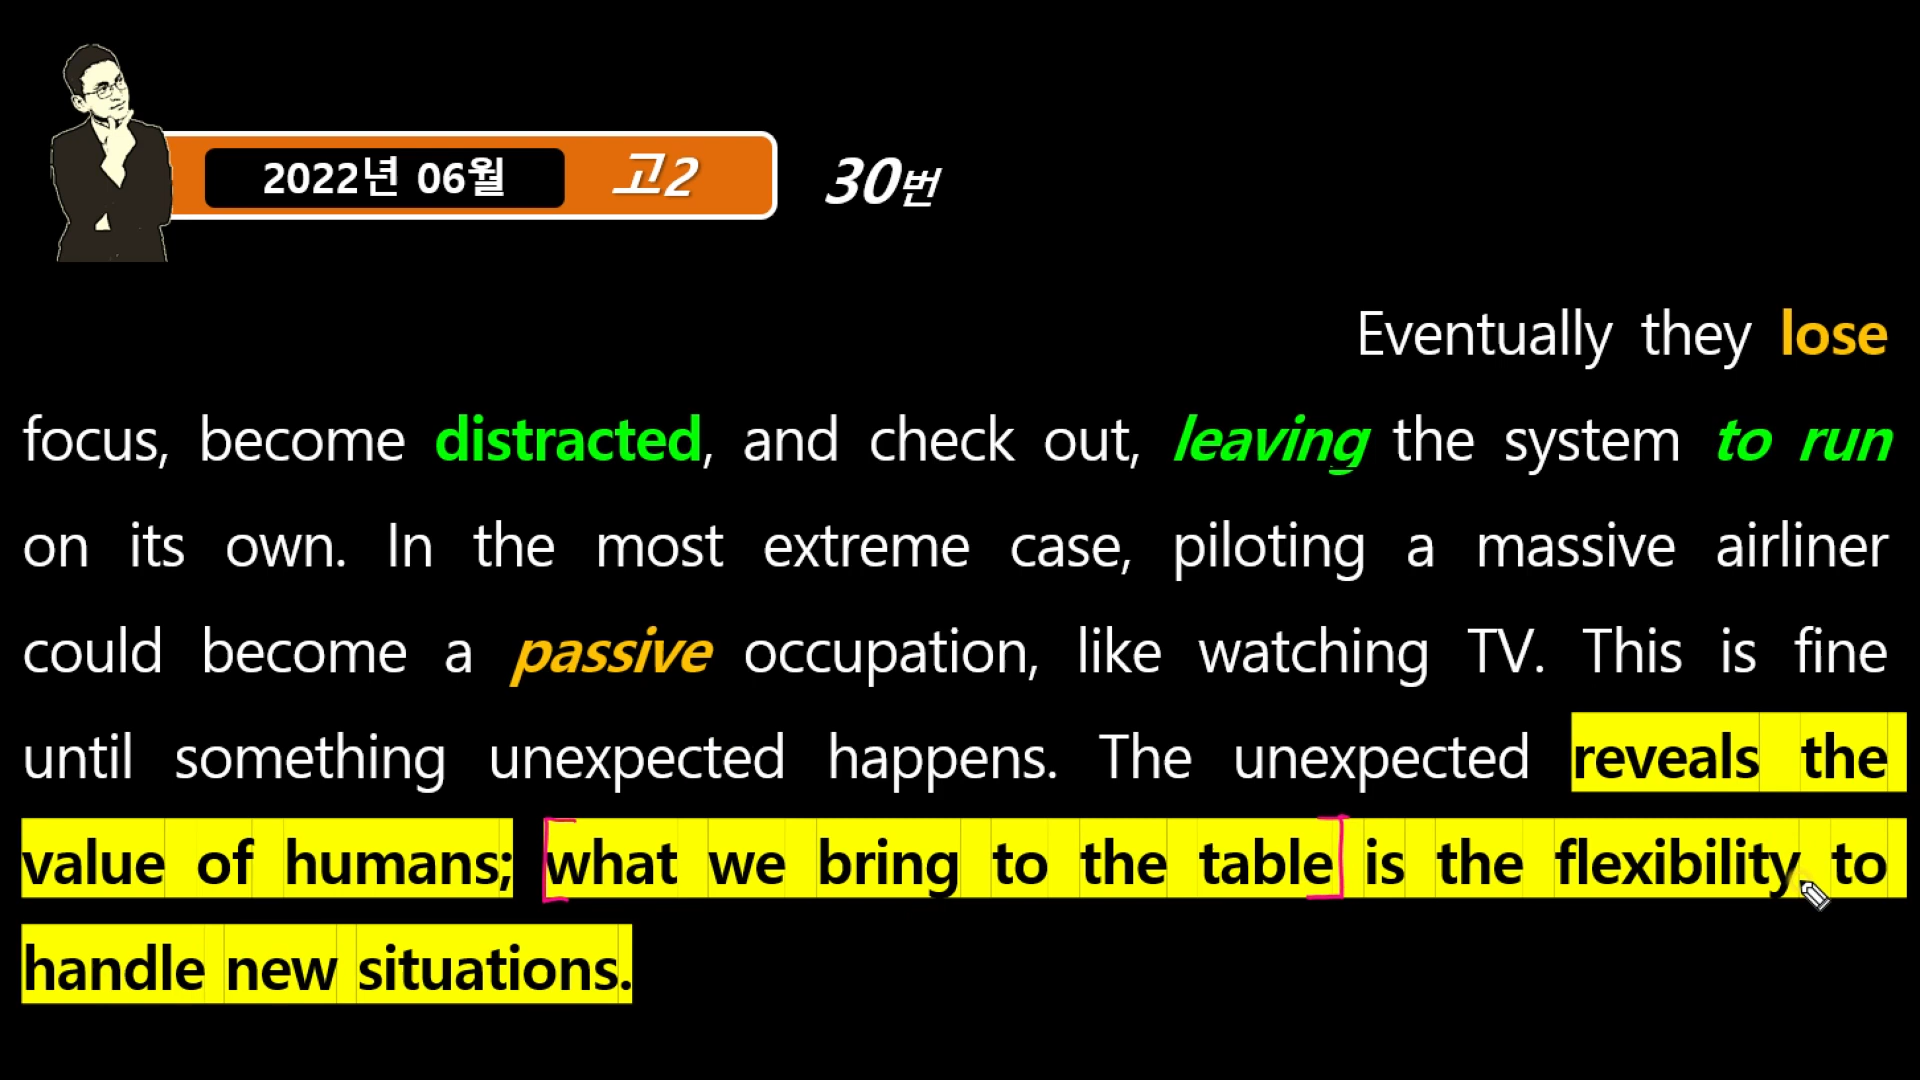 2022년 06월 고2 30번
Eventually they lose
focus, become distracted, and check out, leaving the system to run
on its own. In the most extreme case, piloting a massive airliner
could become a passive occupation, like watching TV. This is fine
until something unexpected happens. The unexpected reveals the
value of humans; what we bring to the table is the flexibility to
handle new situations.